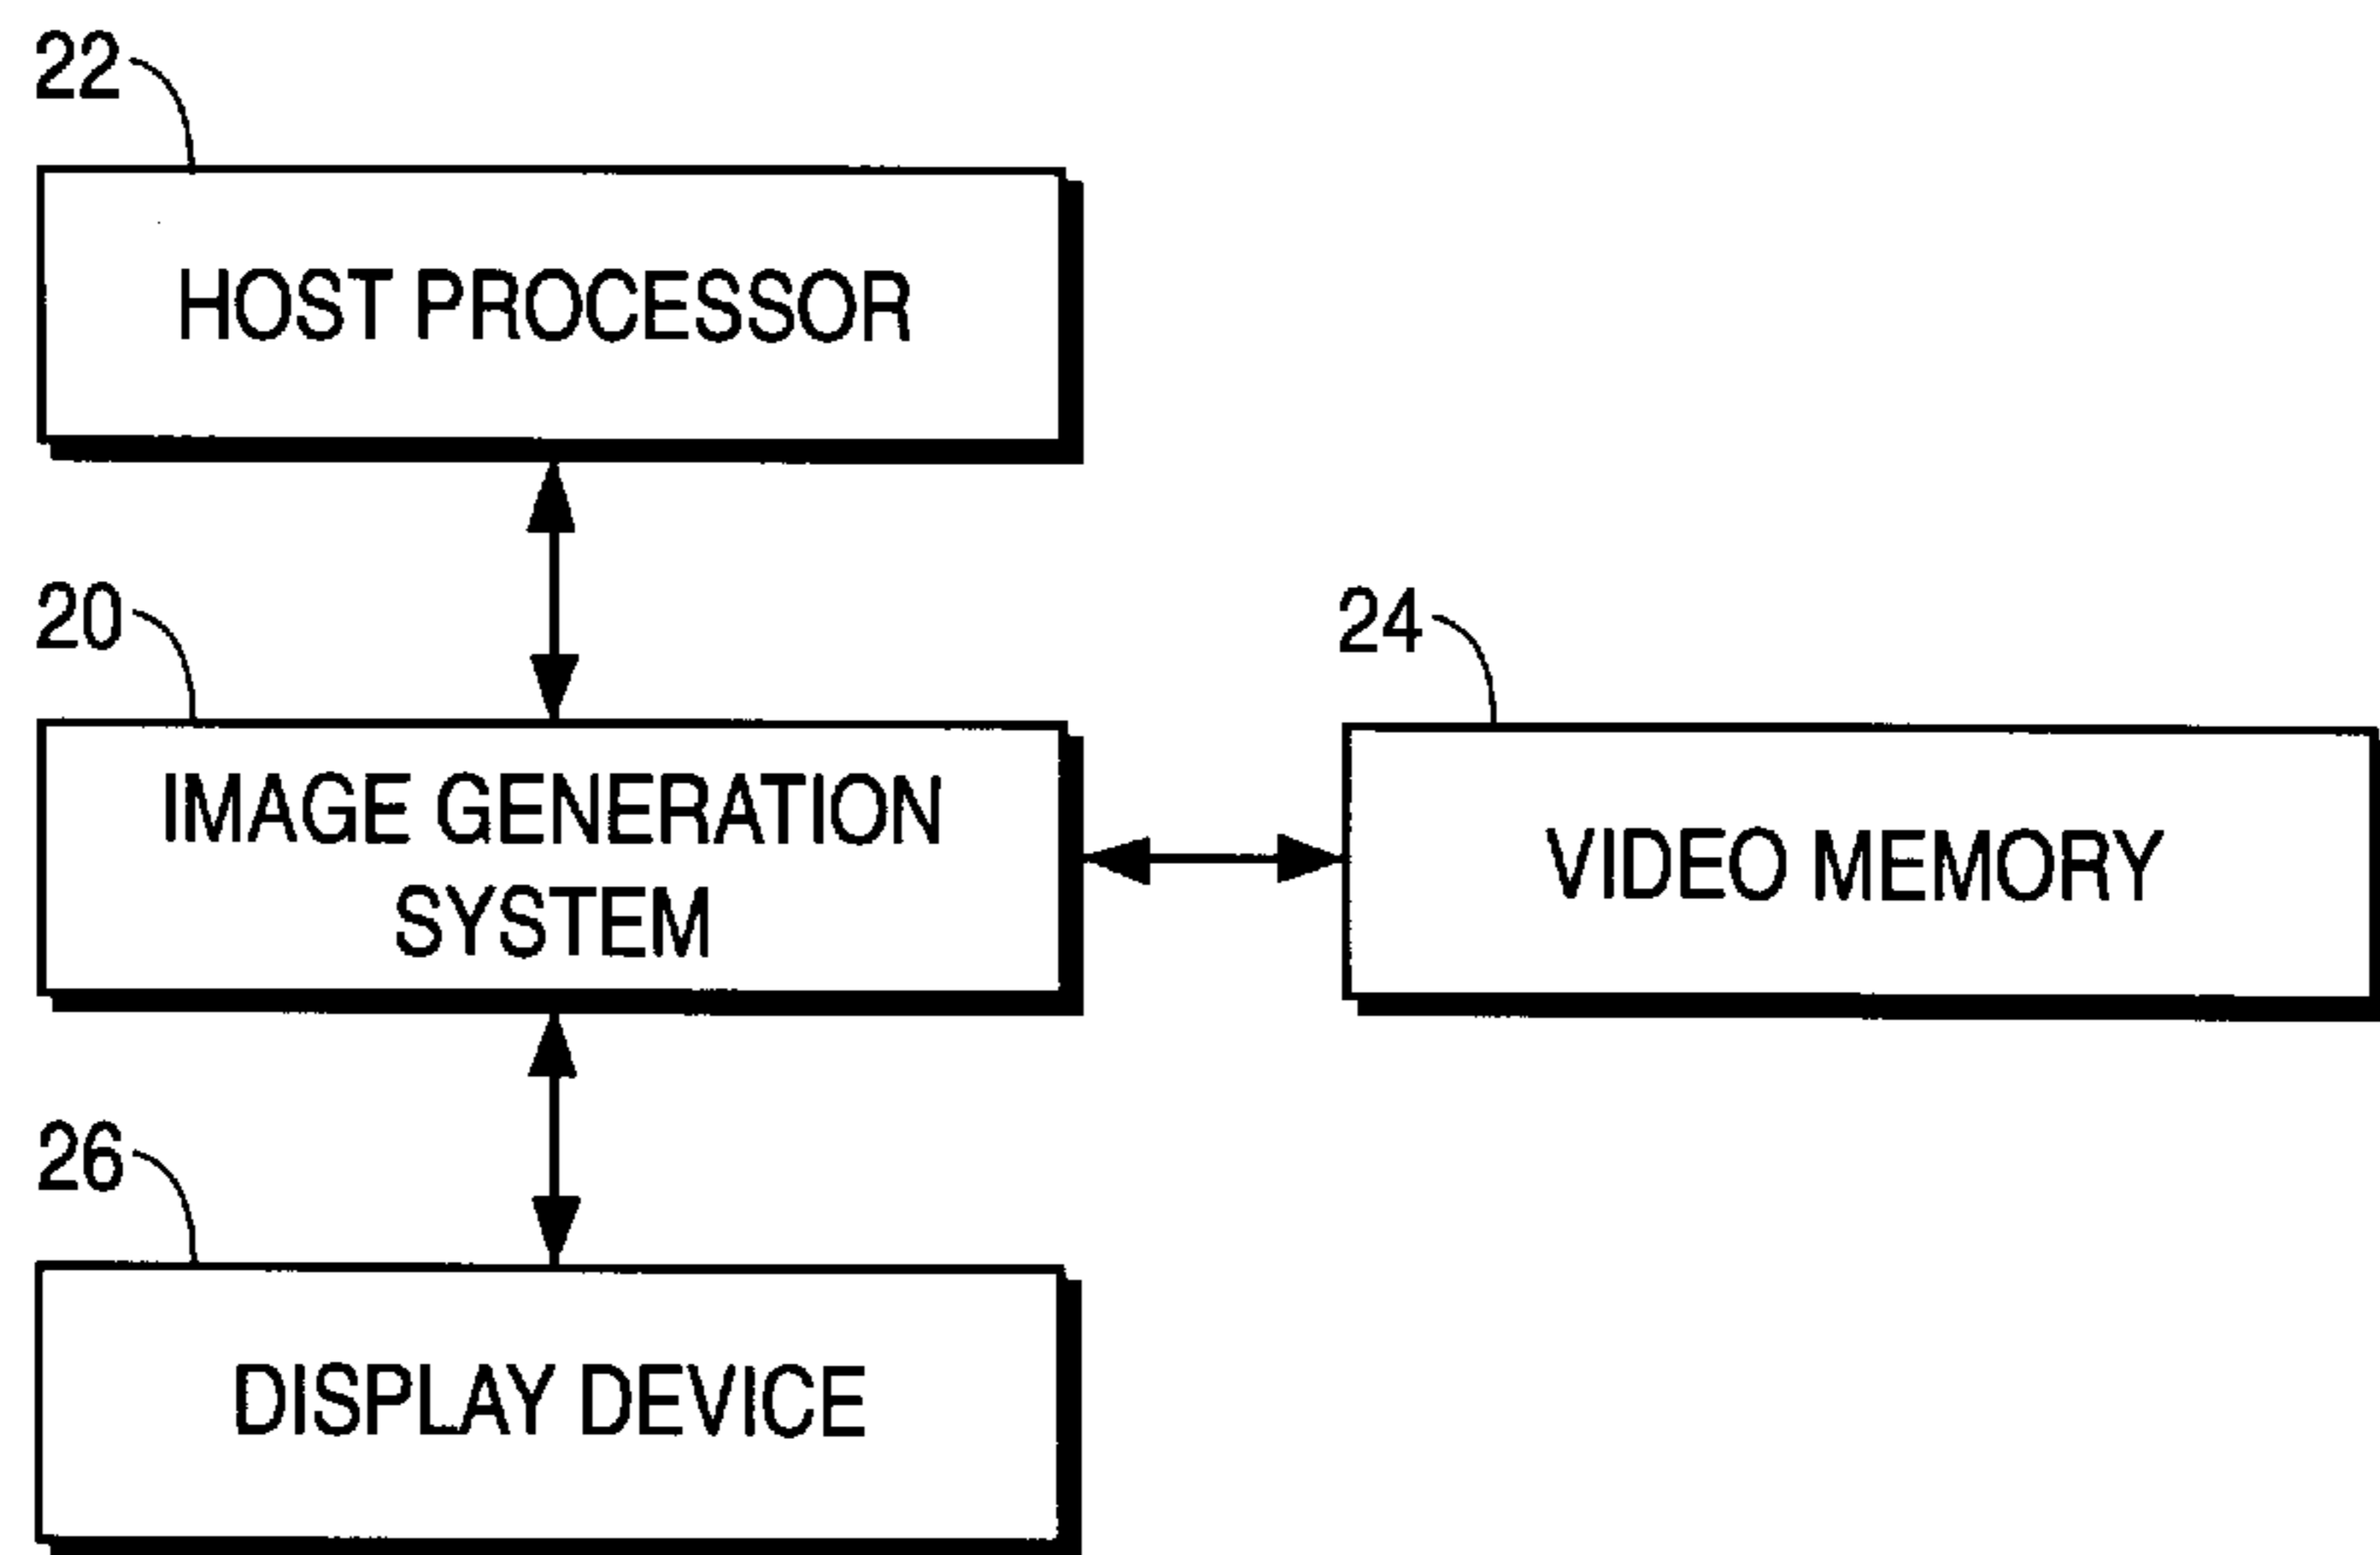 22
HOST PROCESSOR
20
24
IMAGE GENERATION
SYSTEM
VIDEO MEMORY
26
DISPLAY DEVICE